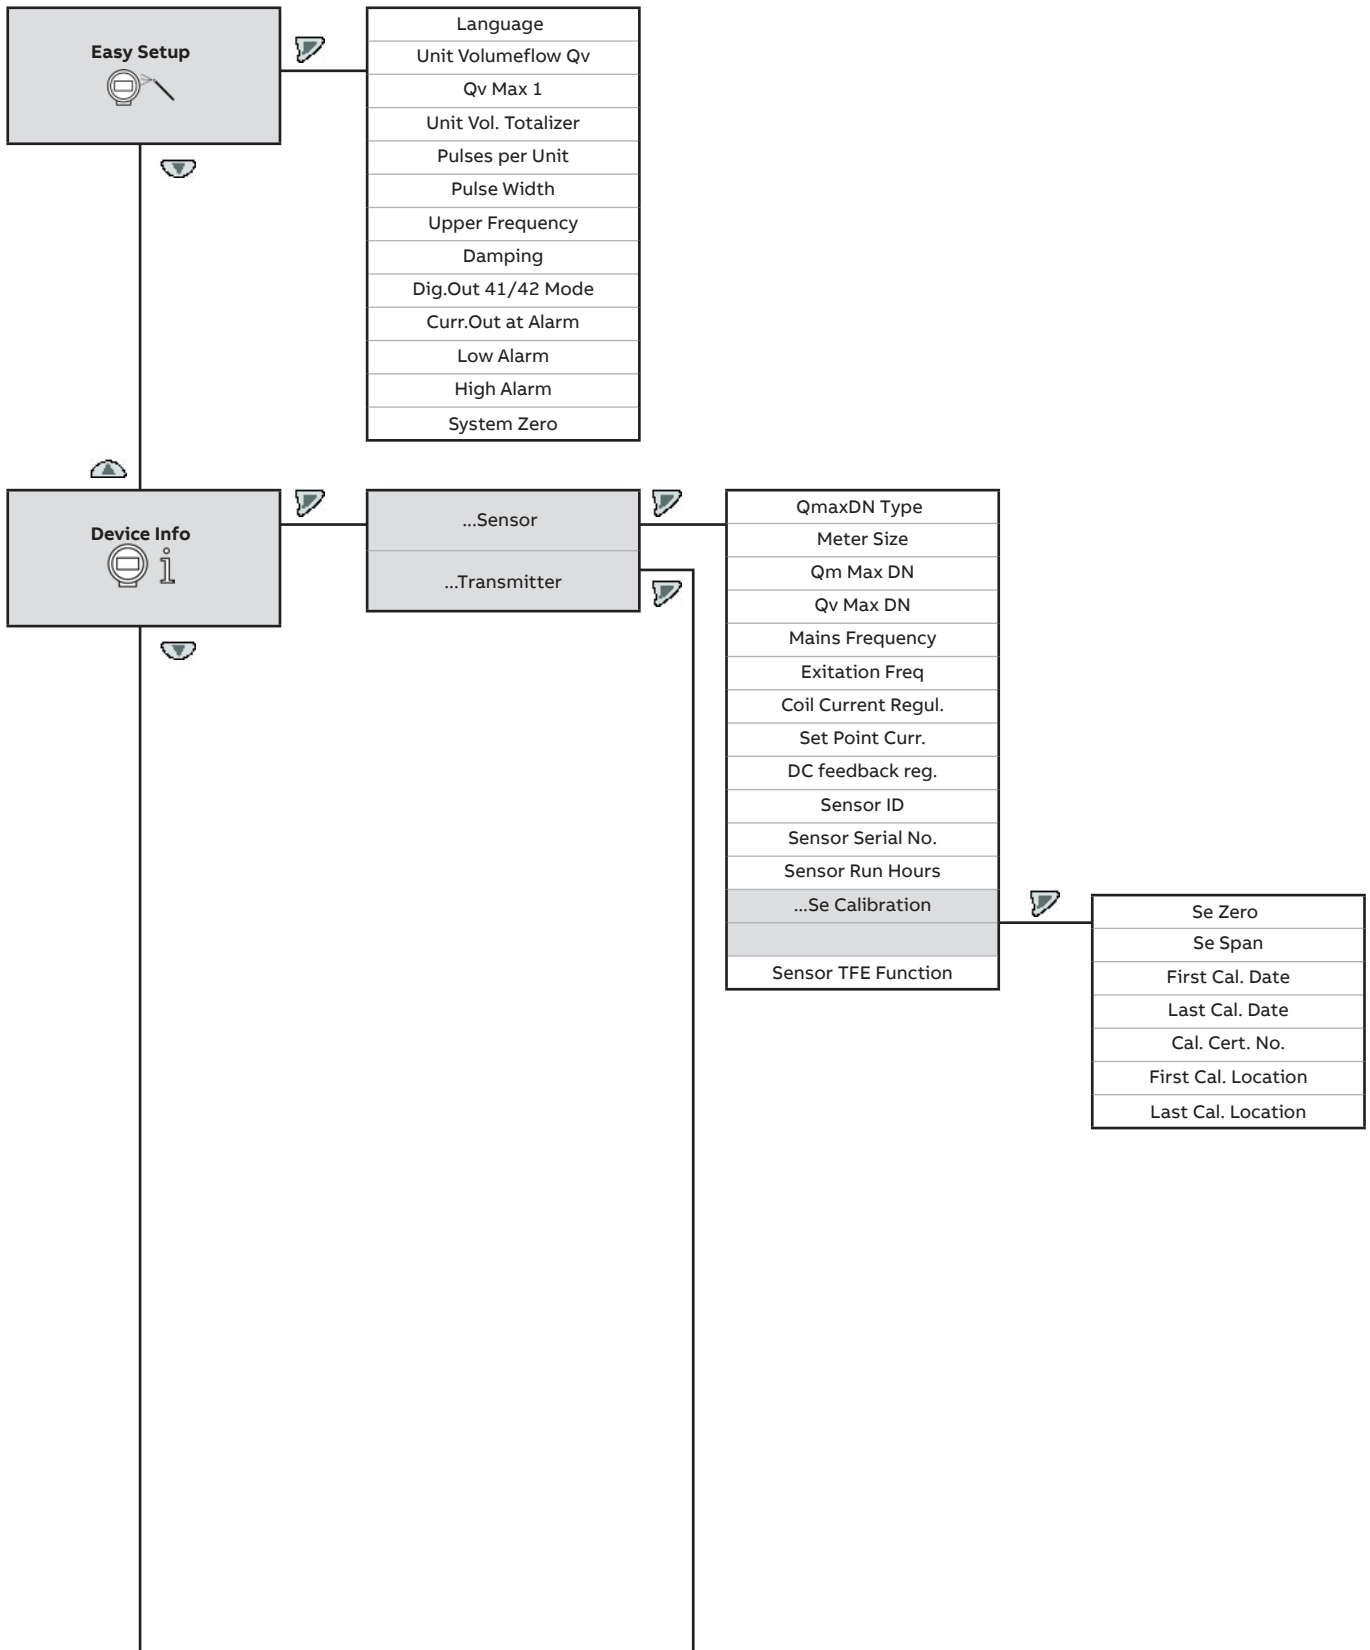 Easy Setup
Language
Unit Volumeflow Qv
Qv Max 1
Unit Vol. Totalizer
Pulses per Unit
Pulse Width
Upper Frequency
Damping
Dig.Out 41/42 Mode
Curr.Out at Alarm
Low Alarm
High Alarm
System Zero
Device Info
...Sensor
...Transmitter
QmaxDN Type
Meter Size
Qm Max DN
Qv Max DN
Mains Frequency
Exitation Freq
Coil Current Regul.
Set Point Curr.
DC feedback reg.
Sensor ID
Sensor Serial No.
Sensor Run Hours
...Se Calibration
Sensor TFE Function
Se Zero
Se Span
First Cal. Date
Last Cal. Date
Cal. Cert. No.
First Cal. Location
Last Cal. Location